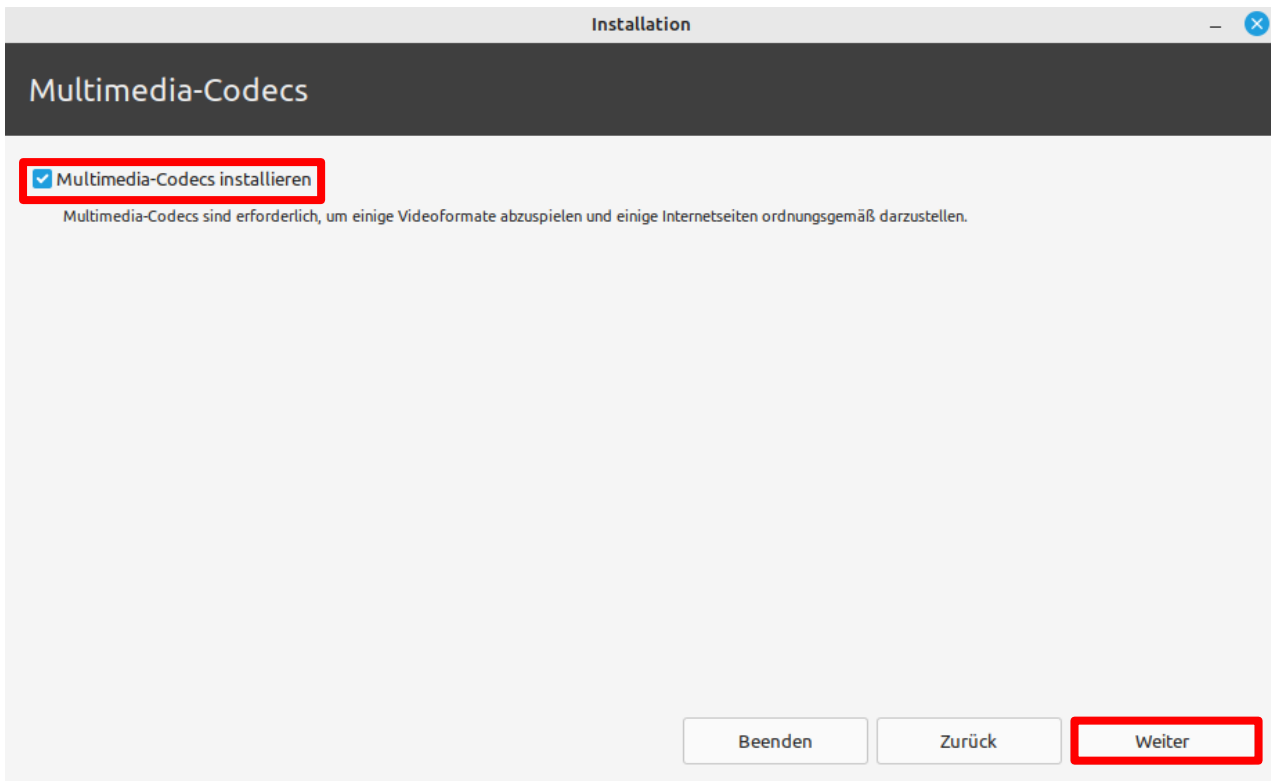 Installation
Multimedia-Codecs
Multimedia-Codecs installieren
Multimedia-Codecs sind erforderlich, um einige Videoformate abzuspielen und einige Internetseiten ordnungsgemäß darzustellen.
Beenden Zurück Weiter